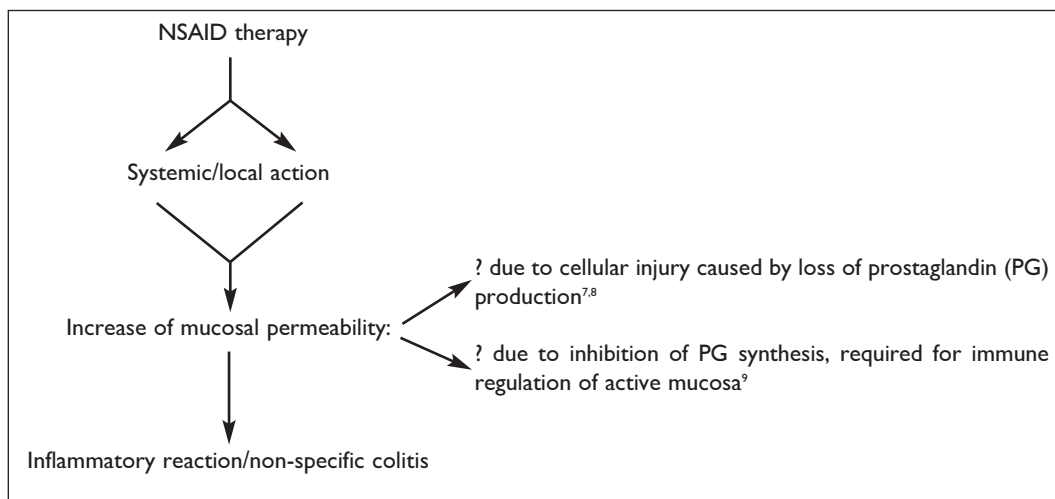 NSAID therapy
Systemic/local action
? due to cellular injury caused by loss of prostaglandin (PG)
production⁷,⁸
Increase of mucosal permeability:
? due to inhibition of PG synthesis, required for immune
regulation of active mucosa⁹
Inflammatory reaction/non-specific colitis